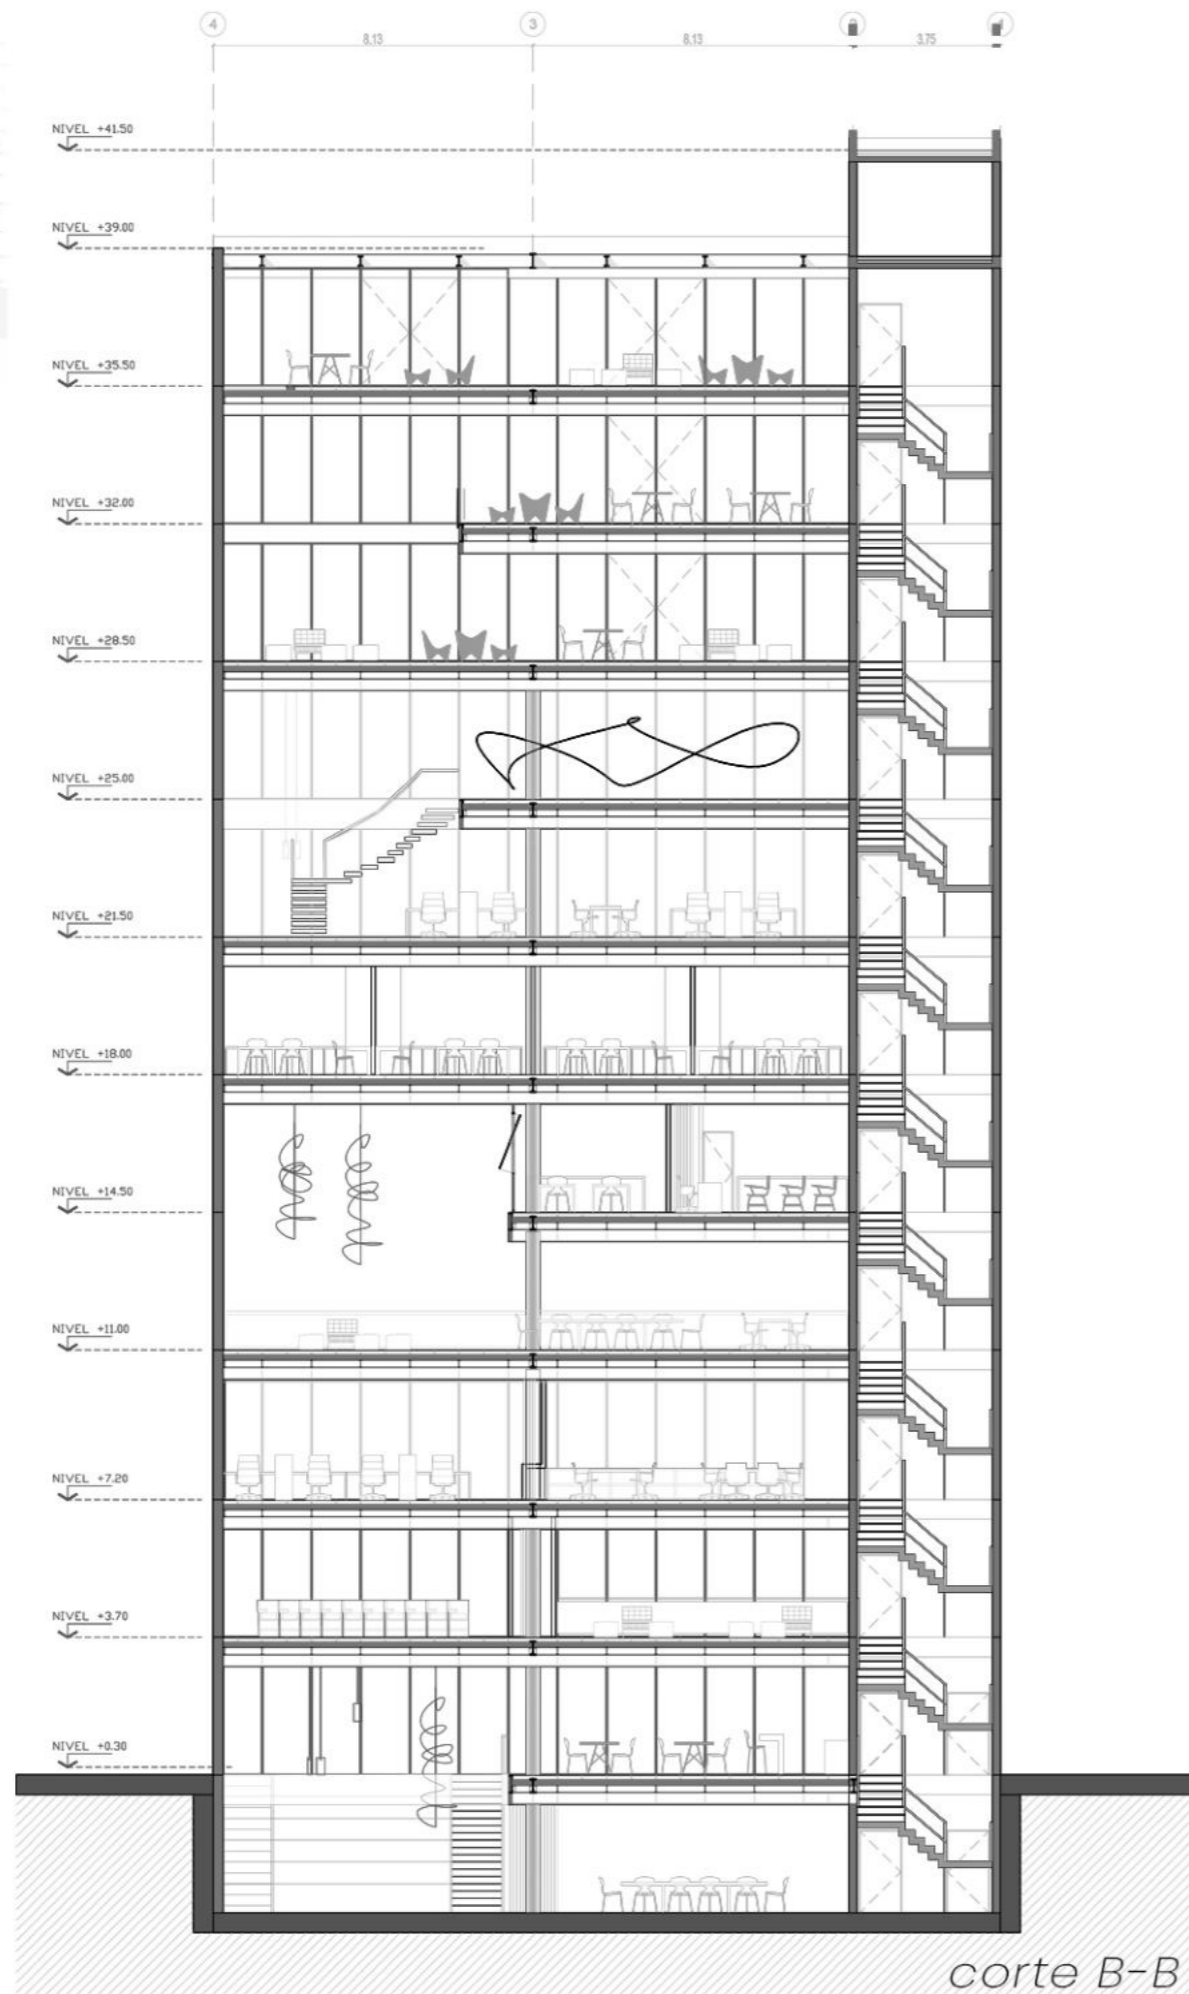 4
3
8.13
8.13
3.75
NIVEL +41.50
NIVEL +39.00
NIVEL +35.50
NIVEL +32.00
NIVEL +28.50
NIVEL +25.00
NIVEL +21.50
NIVEL +18.00
NIVEL +14.50
NIVEL +11.00
NIVEL +7.20
NIVEL +3.70
NIVEL +0.30
corte B-B